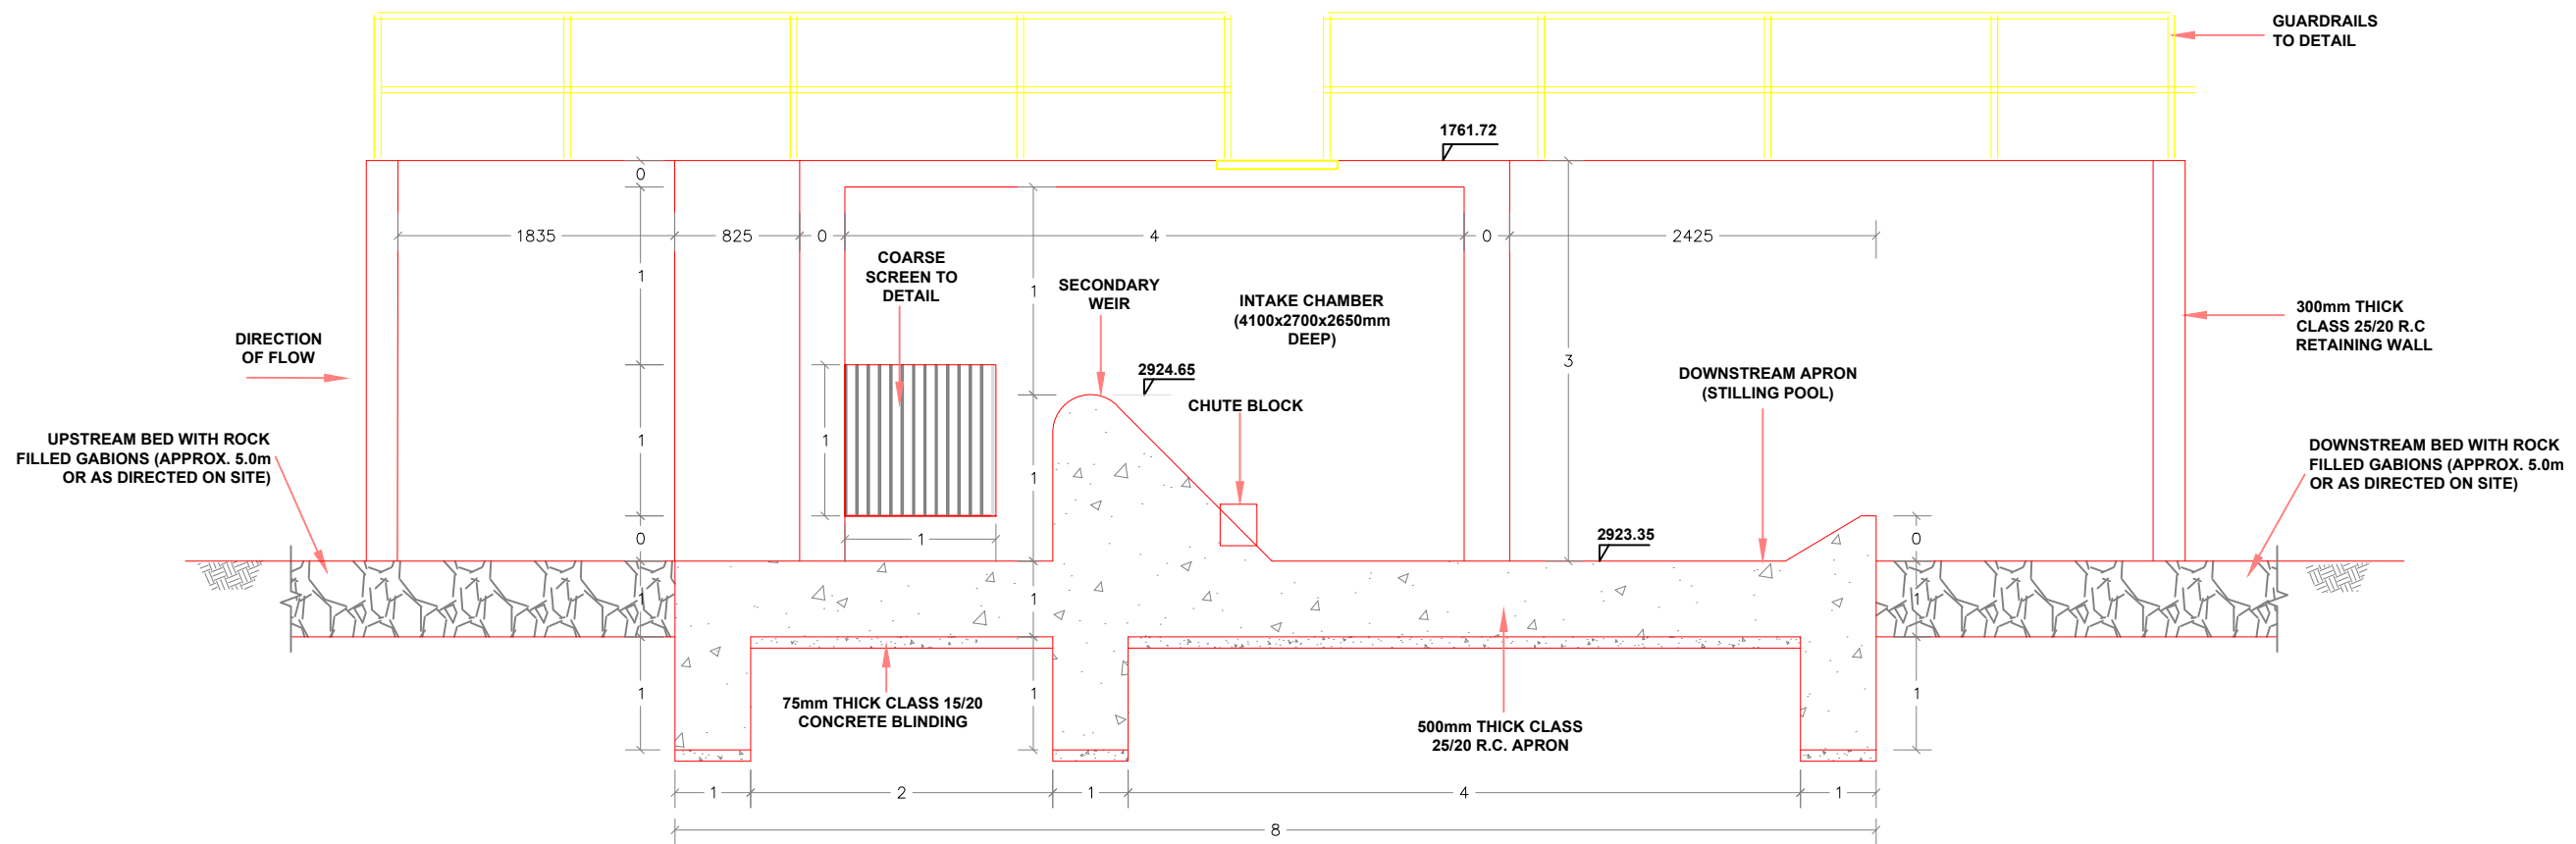 GUARDRAILS
TO DETAIL
1761.72
0
1835
825
0
4
0
2425
1
1
3
COARSE
SCREEN TO
DETAIL
SECONDARY
WEIR
INTAKE CHAMBER
(4100x2700x2650mm
DEEP)
300mm THICK
CLASS 25/20 R.C
RETAINING WALL
DIRECTION
OF FLOW
2924.65
DOWNSTREAM APRON
(STILLING POOL)
CHUTE BLOCK
UPSTREAM BED WITH ROCK
FILLED GABIONS (APPROX. 5.0m
OR AS DIRECTED ON SITE)
1
1
1
DOWNSTREAM BED WITH ROCK
FILLED GABIONS (APPROX. 5.0m
OR AS DIRECTED ON SITE)
2923.35
0
1
0
1
1
1
75mm THICK CLASS 15/20
CONCRETE BLINDING
1
1
1
500mm THICK CLASS
25/20 R.C. APRON
1
2
1
4
1
8